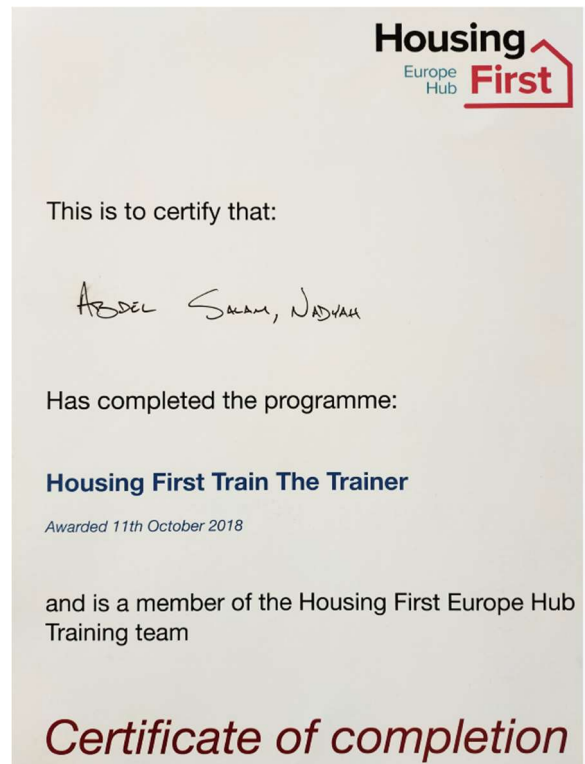 Housing
Europe
Hub
First
This is to certify that:
ABDEL SALAM, NADYAH
Has completed the programme:
Housing First Train The Trainer
Awarded 11th October 2018
and is a member of the Housing First Europe Hub
Training team
Certificate of completion